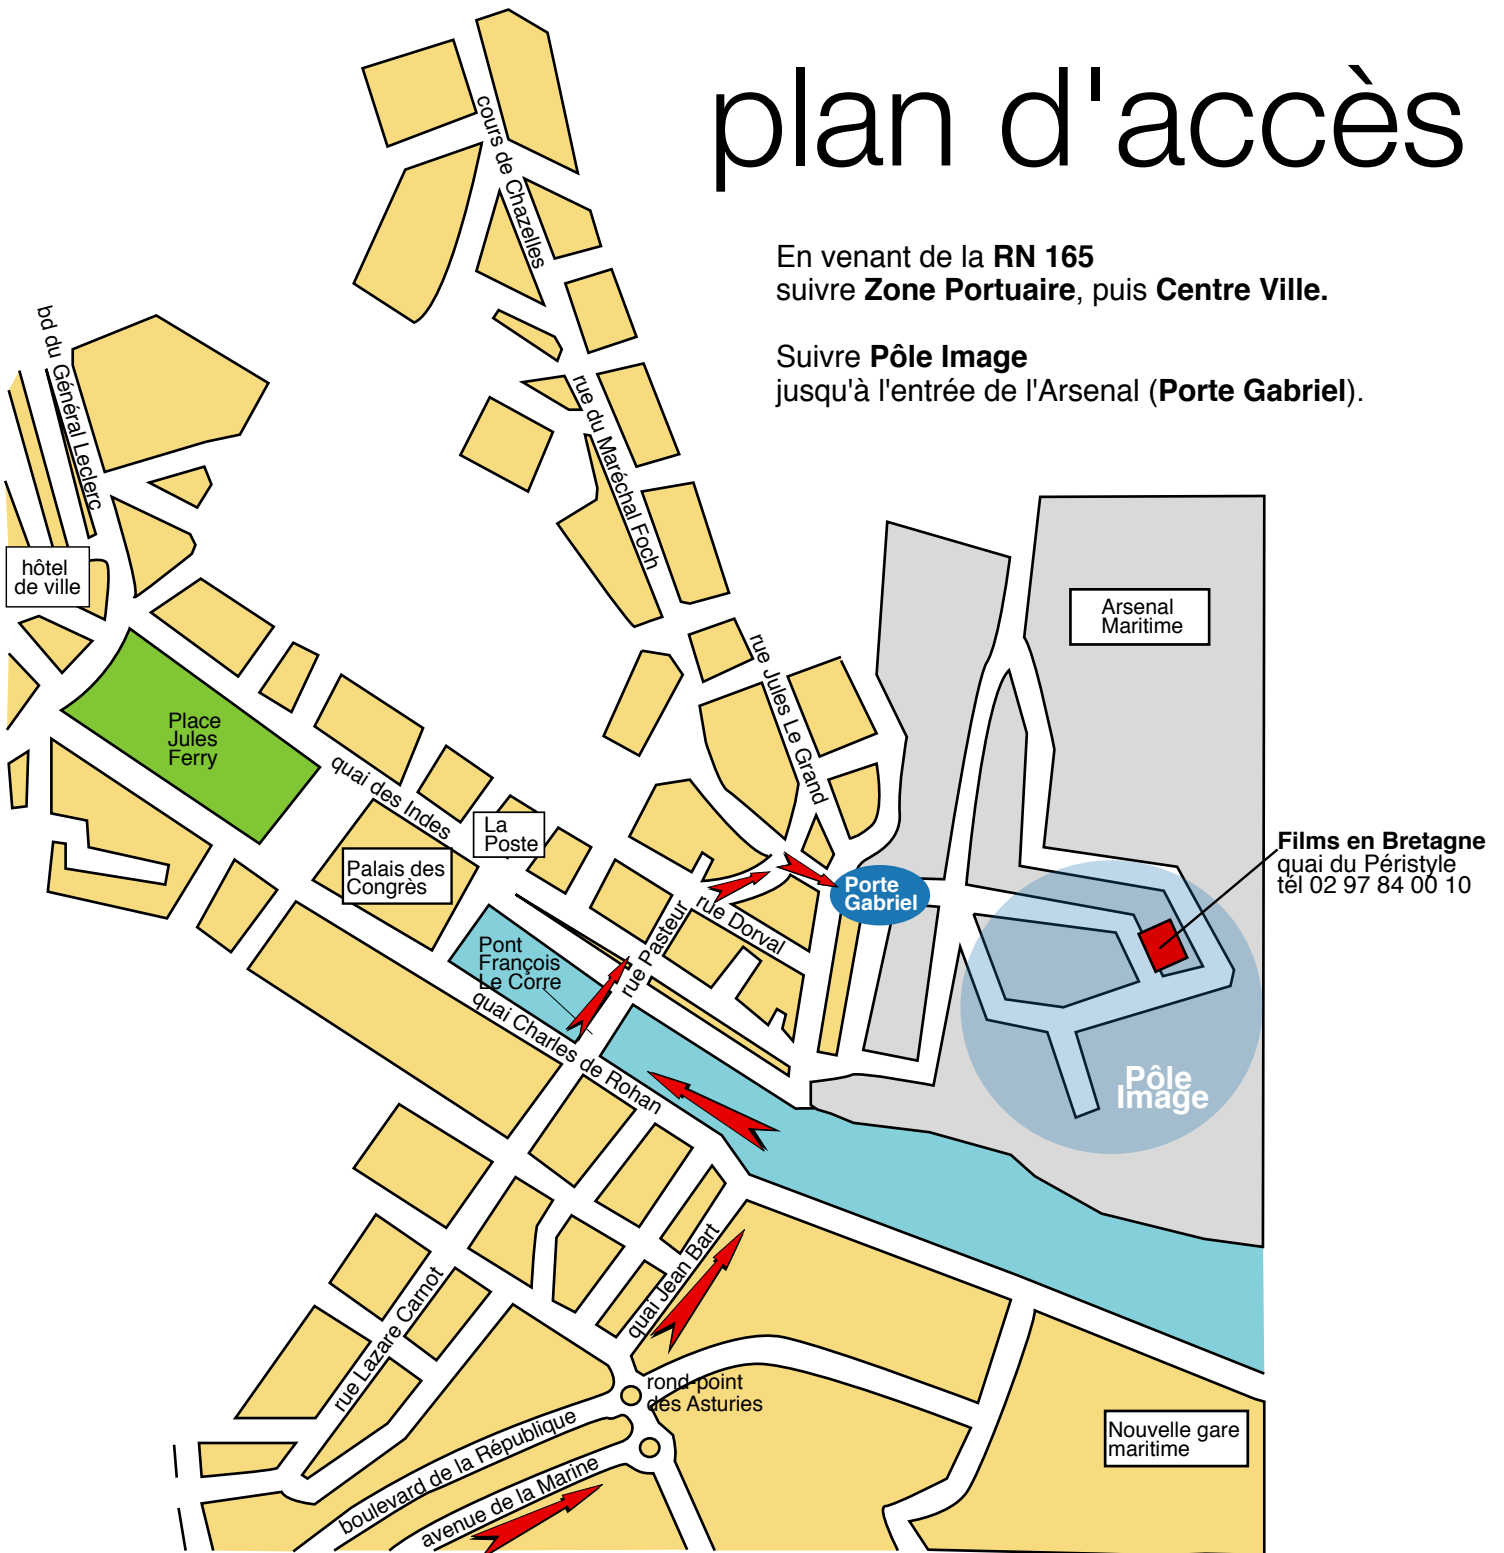 plan d'accès
En venant de la RN 165
suivre Zone Portuaire, puis Centre Ville.
Suivre Pôle Image
jusqu'à l'entrée de l'Arsenal (Porte Gabriel).
cours de Chazelles
bd du Général Leclerc
rue du Maréchal Foch
hôtel
de ville
Arsenal
Maritime
rue Jules Le Grand
Place
Jules
Ferry
quai des Indes
La
Poste
Palais des
Congrès
Films en Bretagne
quai du Péristyle
tél 02 97 84 00 10
Porte
Gabriel
rue Dorval
rue Pasteur
Pont
François
Le Corre
quai Charles de Rohan
Pôle
Image
quai Jean Bart
rue Lazare Carnot
rond-point
des Asturies
boulevard de la République
avenue de la Marine
Nouvelle gare
maritime